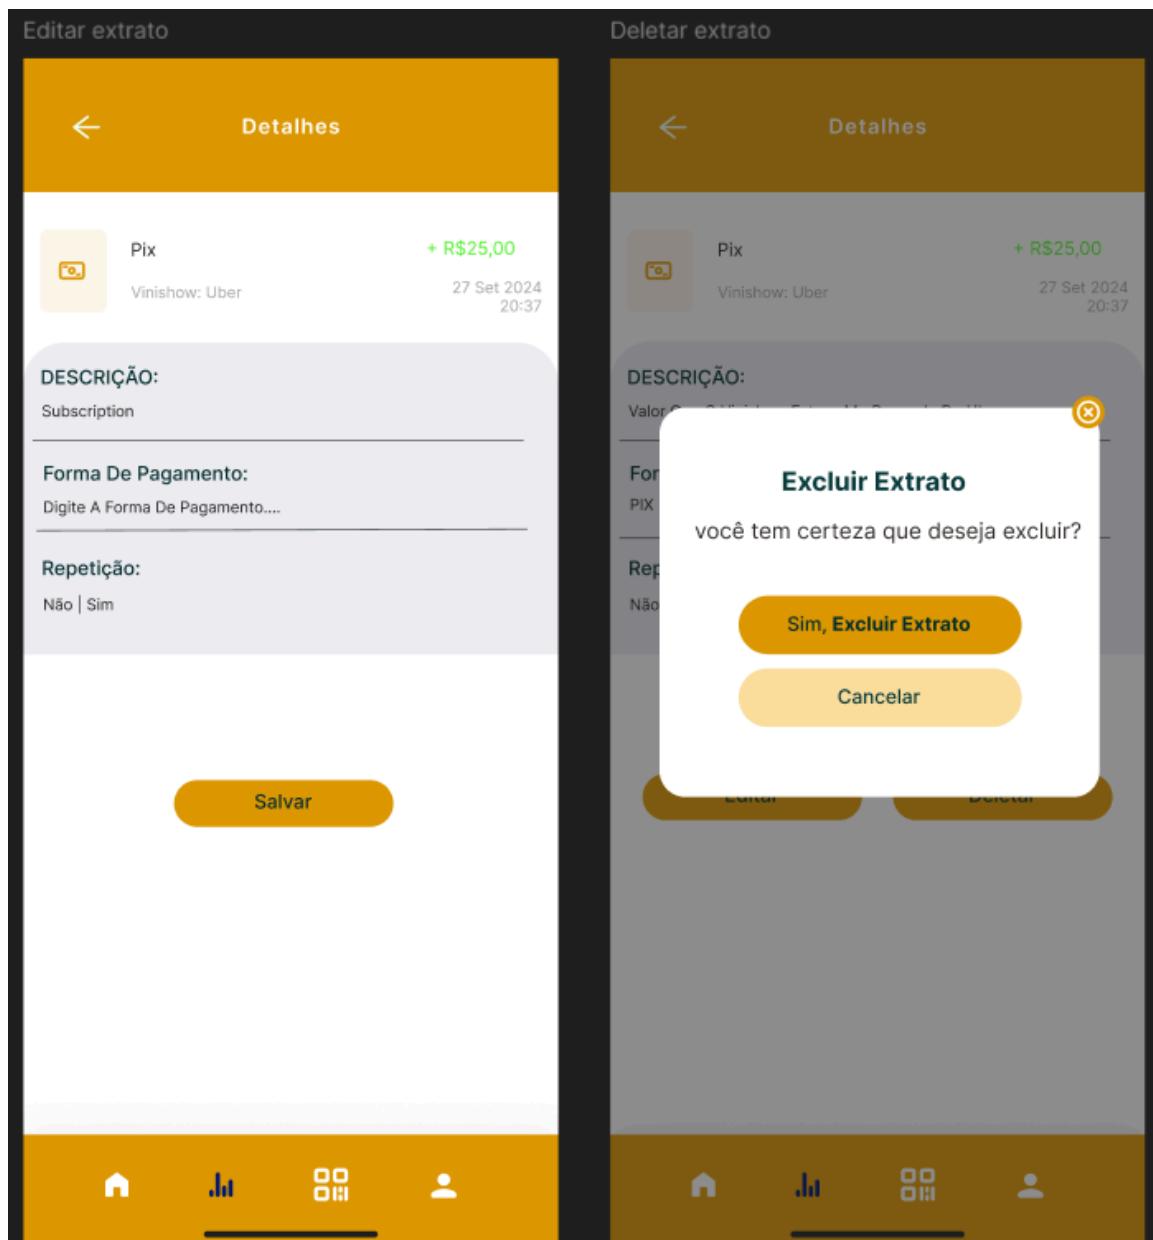 Editar extrato
Detalhes
Pix
+ R$25,00
Vinishow: Uber
27 Set 2024
20:37
DESCRIÇÃO:
Subscription
Forma De Pagamento:
Digite A Forma De Pagamento....
Repetição:
Não | Sim
Salvar
Deletar extrato
Detalhes
Pix
+ R$25,00
Vinishow: Uber
27 Set 2024
20:37
DESCRIÇÃO:
Valor
For
PIX
Rep
Não
Excluir Extrato
você tem certeza que deseja excluir?
Sim, Excluir Extrato
Cancelar
Editar
Deletar